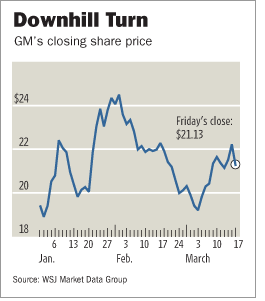 Downhill Turn
GM's closing share price
$24
Friday's close:
$21.13
22
20
18
6 13 20 27 3 10 17 24 3 10 17
Jan. Feb. March
Source: WSJ Market Data Group